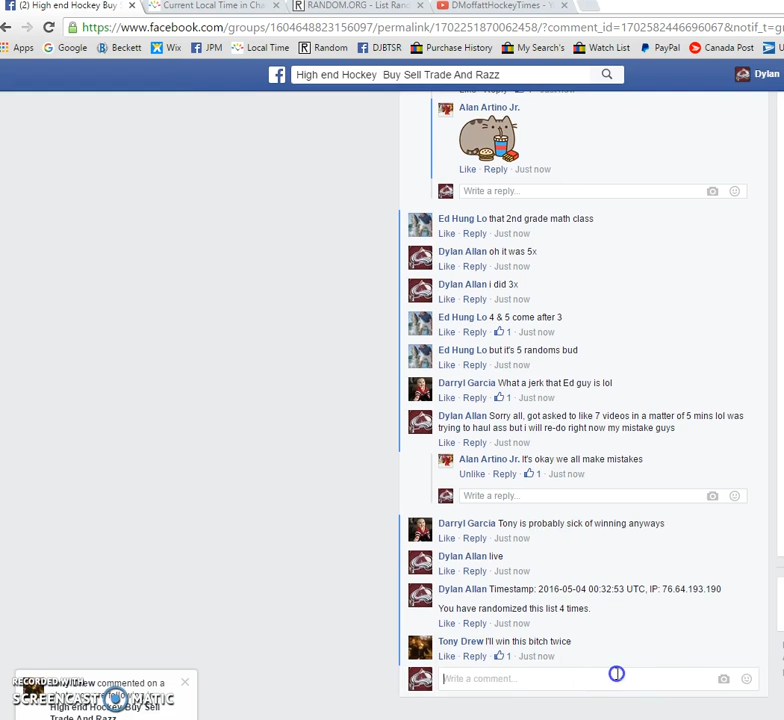 (2) High end Hockey Buy
Current Local Time in Cha
RANDOM.ORG - List Ran
DMoffattHockeyTimes - Y
https://www.facebook.com/groups/1604648823156097/permalink/1702251870062458/?comment_id=1702582446696067&notif_t=gr
Apps Google Beckett Wix JPM Local Time Random DJBTSR Purchase History My Search's Watch List PayPal Canada Post U
High end Hockey Buy Sell Trade And Razz
Dylan
Like · Reply · 1 · Just now
Alan Artino Jr.
Like · Reply · Just now
Write a reply...
Ed Hung Lo that 2nd grade math class
Like · Reply · Just now
Dylan Allan oh it was 5x
Like · Reply · Just now
Dylan Allan i did 3x
Like · Reply · Just now
Ed Hung Lo 4 & 5 come after 3
Like · Reply · 1 · Just now
Ed Hung Lo but it's 5 randoms bud
Like · Reply · Just now
Darryl Garcia What a jerk that Ed guy is lol
Like · Reply · 1 · Just now
Dylan Allan Sorry all, got asked to like 7 videos in a matter of 5 mins lol was
trying to haul ass but i will re-do right now my mistake guys
Like · Reply · Just now
Alan Artino Jr. It's okay we all make mistakes
Unlike · Reply · 1 · Just now
Write a reply...
Darryl Garcia Tony is probably sick of winning anyways
Like · Reply · Just now
Dylan Allan live
Like · Reply · Just now
Dylan Allan Timestamp: 2016-05-04 00:32:53 UTC, IP: 76.64.193.190
You have randomized this list 4 times.
Like · Reply · Just now
Tony Drew I'll win this bitch twice
Like · Reply · 1 · Just now
Write a comment...
Tony Drew commented on a
RECORDED WITH
SCREENCAST-O-MATIC
High end Hockey Buy Sell
Trade And Razz